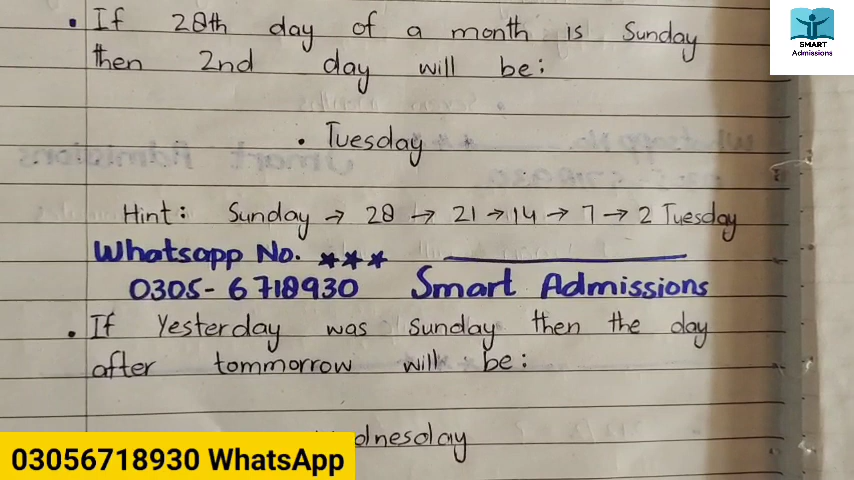 SMART
Admissions
• If 28th day of a month is Sunday
then 2nd day will be:
• Tuesday
Hint: Sunday → 28 → 21 → 14 → 7 → 2 Tuesday
Whatsapp No. ***
0305-6718930 Smart Admissions
• If Yesterday was Sunday then the day
after tommorrow will be:
03056718930 WhatsApp